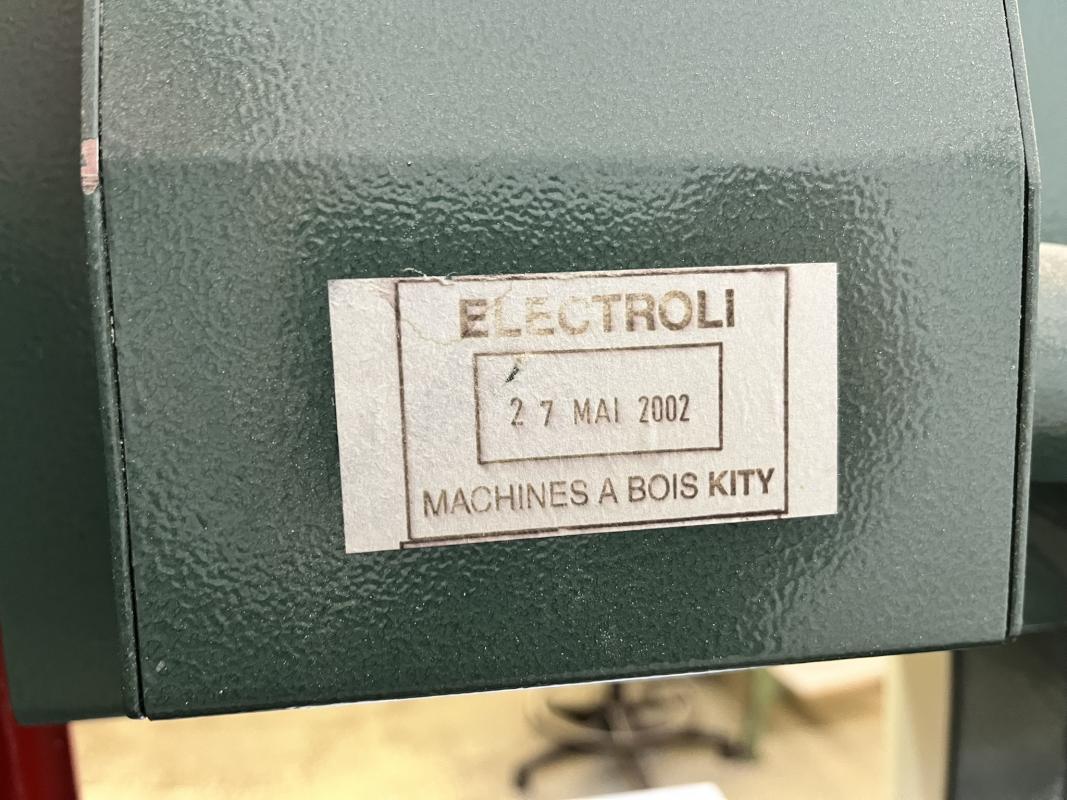 ELECTROLI
27 MAI 2002
MACHINES A BOIS KITY